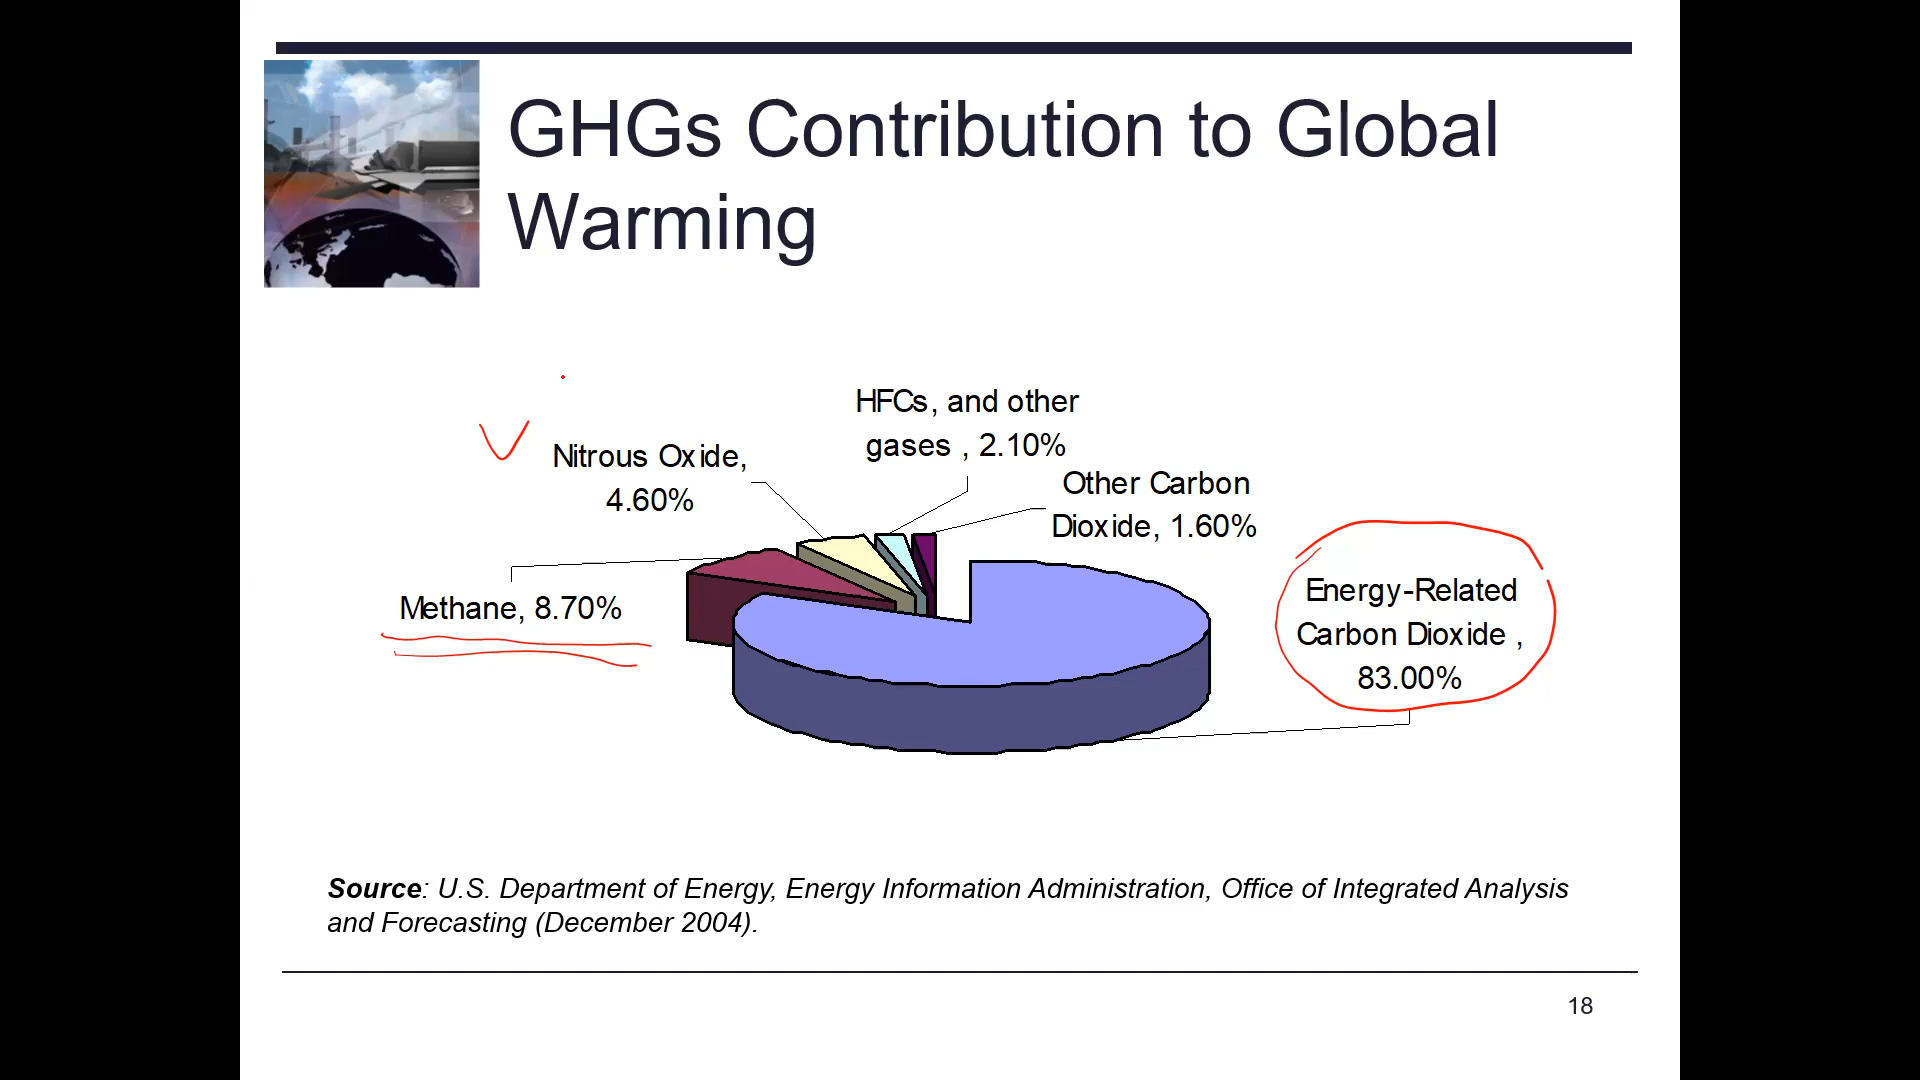 GHGs Contribution to Global
Warming
HFCs, and other
gases , 2.10%
Nitrous Oxide,
4.60%
Other Carbon
Dioxide, 1.60%
Methane, 8.70%
Energy-Related
Carbon Dioxide ,
83.00%
Source: U.S. Department of Energy, Energy Information Administration, Office of Integrated Analysis
and Forecasting (December 2004).
18